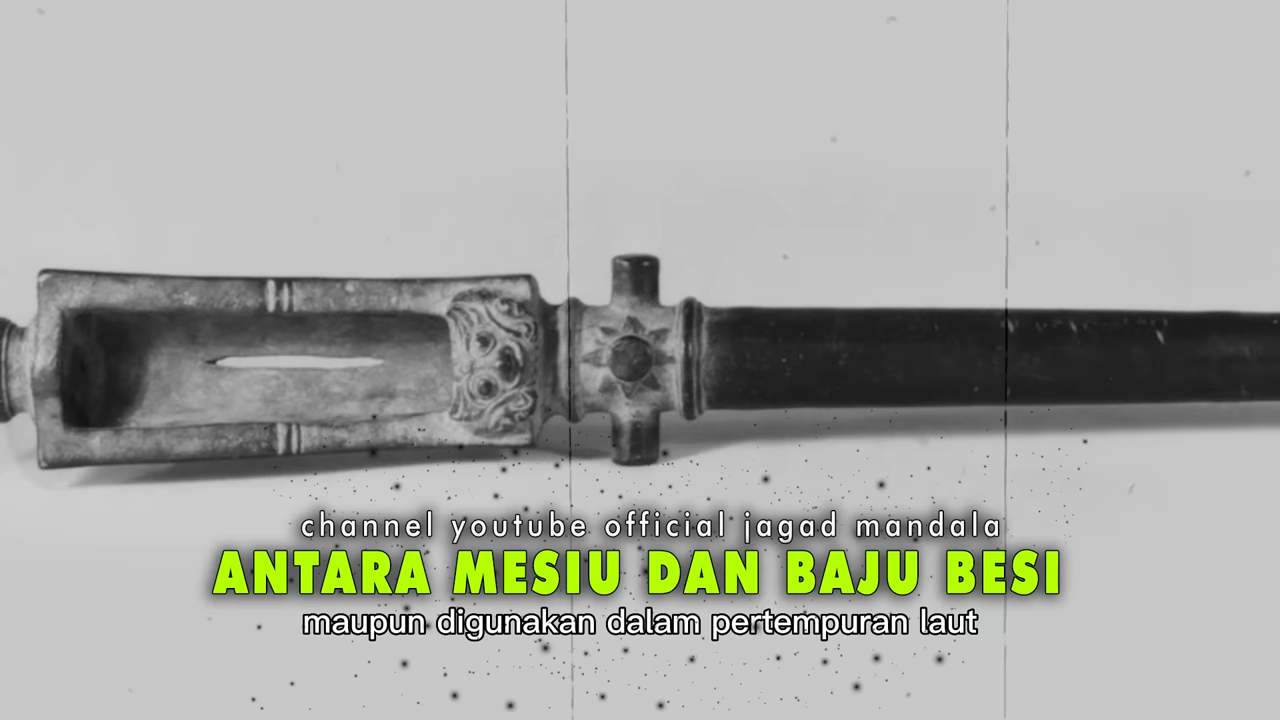 channel youtube official jagad mandala
ANTARA MESIU DAN BAJU BESI
maupun digunakan dalam pertempuran laut